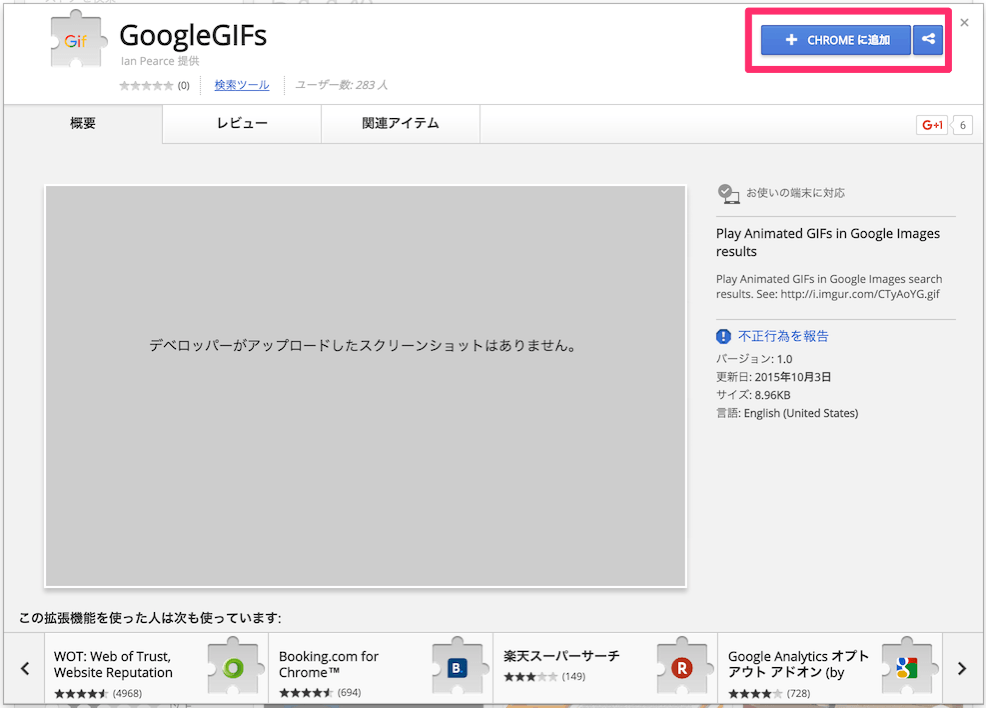 Gif
GoogleGIFs
Ian Pearce 提供
(0)
検索ツール
ユーザー数: 283 人
+ CHROME に追加
概要
レビュー
関連アイテム
G+1
6
デベロッパーがアップロードしたスクリーンショットはありません。
お使いの端末に対応
Play Animated GIFs in Google Images
results
Play Animated GIFs in Google Images search
results. See: http://i.imgur.com/CTyAoYG.gif
不正行為を報告
バージョン: 1.0
更新日: 2015年10月3日
サイズ: 8.96KB
言語: English (United States)
この拡張機能を使った人は次も使っています:
WOT: Web of Trust,
Website Reputation
(4968)
Booking.com for
Chrome™
B
(694)
楽天スーパーサーチ
R
(149)
Google Analytics オプト
アウト アドオン (by
g
(728)